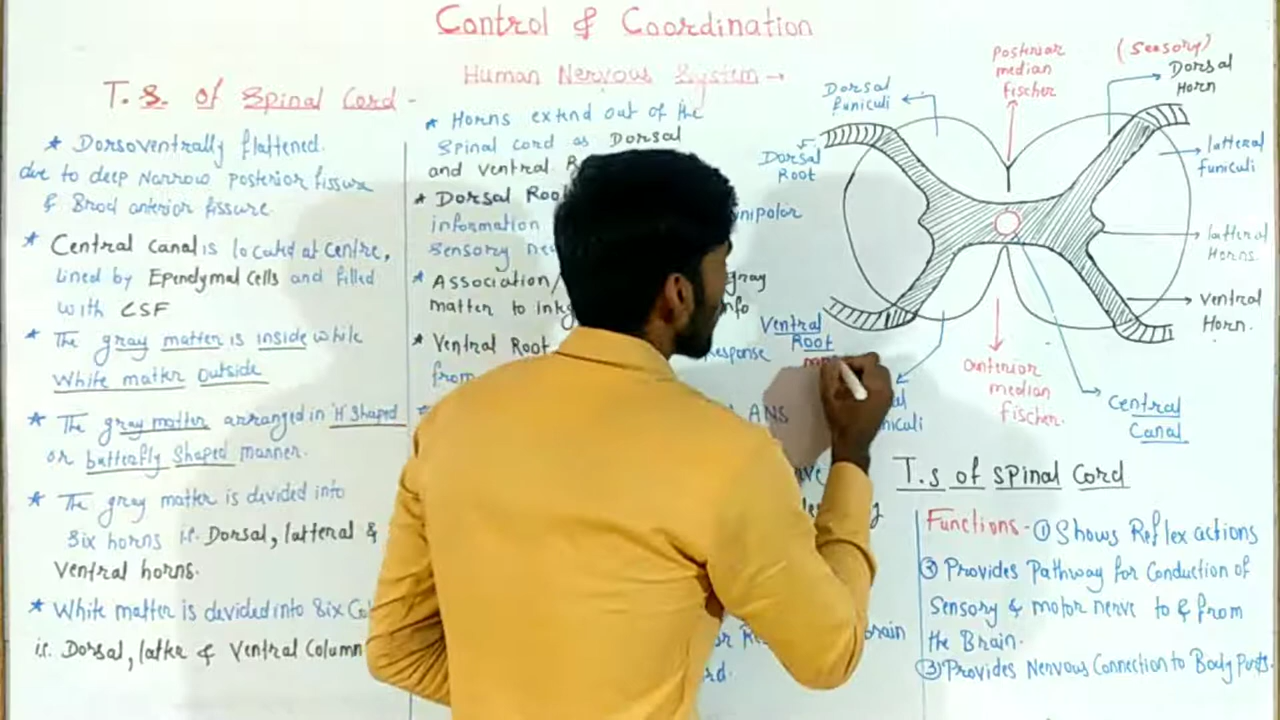 Control & Coordination
Human Nervous System →
T.S. of Spinal Cord -
★ Dorsoventrally flattened.
due to deep Narrow Posterior fissure
& Brod anterior fissure.
★ Central Canal is located at Centre,
lined by Ependymal Cells and filled
with CSF
★ The gray matter is inside while
White matter Outside
★ The gray matter arranged in 'H' Shaped
or butterfly Shaped manner.
★ The gray matter is divided into
Six horns i.e. Dorsal, latteral &
Ventral horns.
★ White matter is divided into Six
i.e. Dorsal, latter & Ventral Column
★ Horns extend out of the
Spinal cord as Dorsal
and Ventral
★ Dorsal
information
Sensory
★ Association/ gray
matter to
★ Ventral Root Response
from
ANS
Brain
Dorsal
funiculi
Dorsal
Root
Posterior
median
fischer
(Sensory)
Dorsal
Horn
latteral
funiculi
latteral
Horns.
Ventral
Horn.
Ventral
Root
anterior
median
fischer.
Central
Canal
T.s of spinal Cord
Functions - ① Shows Reflex actions
② Provides Pathway for Conduction of
Sensory & motor nerve to & from
the Brain.
③ Provides Nervous Connection to Body Parts.